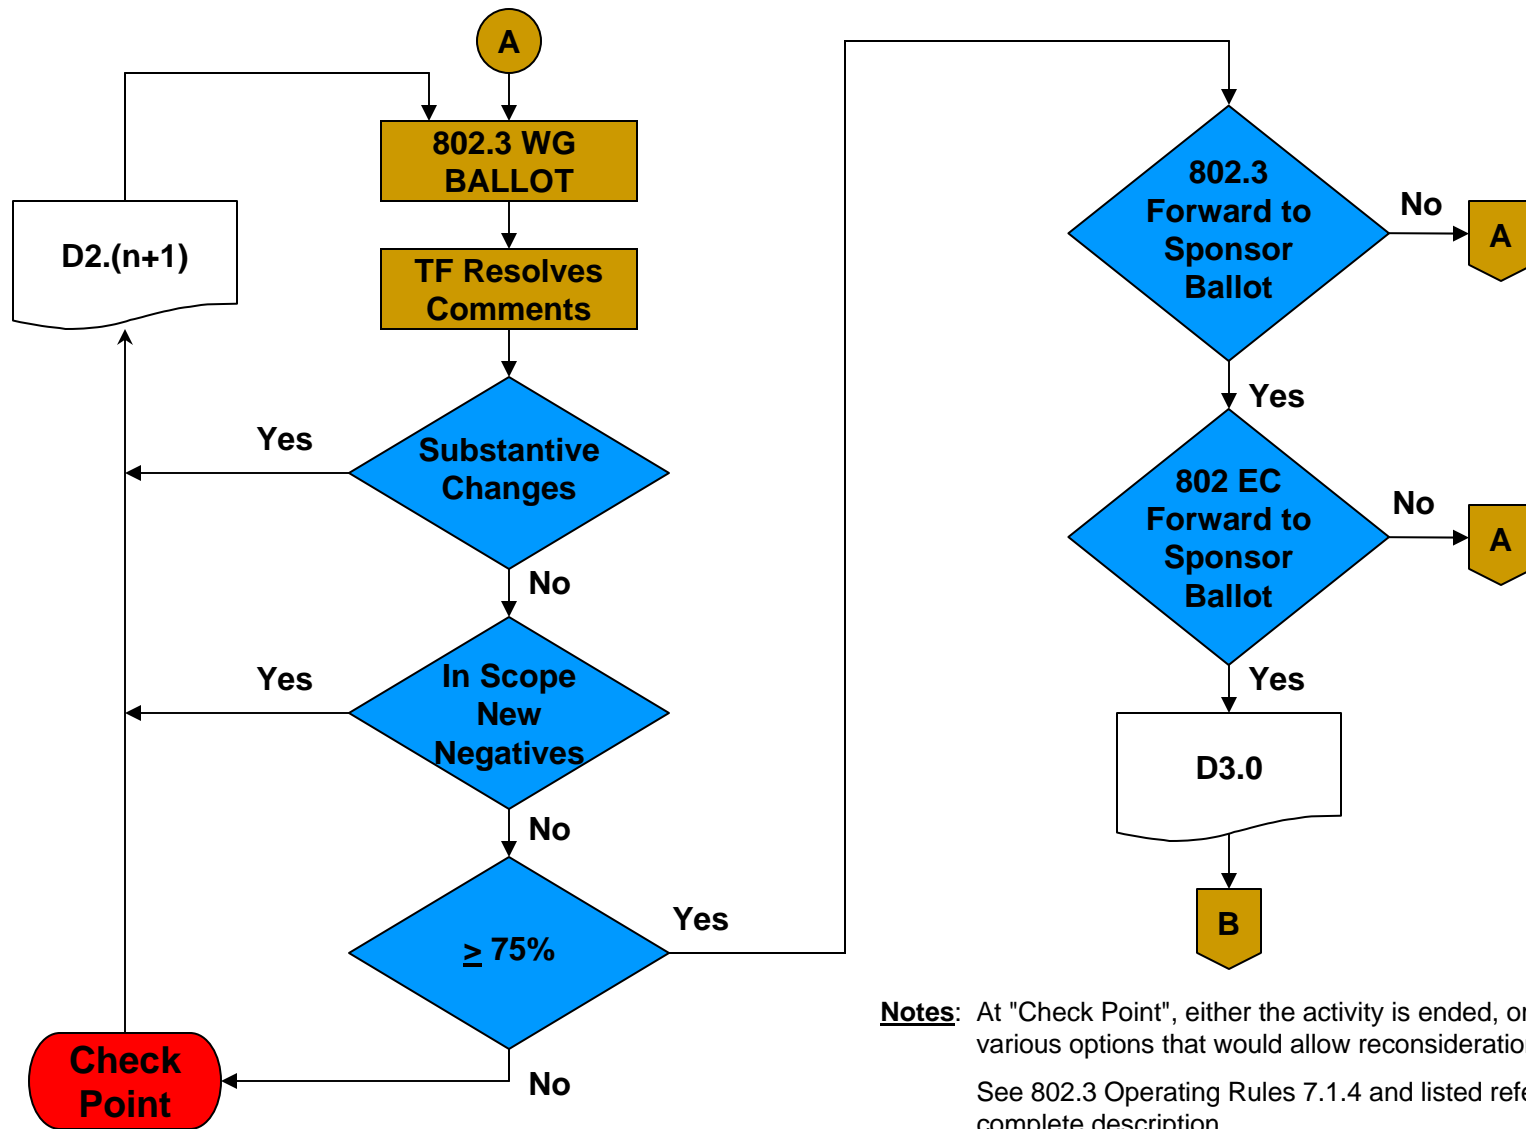 A
802.3 WG
BALLOT
D2.(n+1)
TF Resolves
Comments
Yes
Substantive
Changes
No
Yes
In Scope
New
Negatives
No
≥ 75%
Yes
No
Check
Point
802.3
Forward to
Sponsor
Ballot
No
A
Yes
802 EC
Forward to
Sponsor
Ballot
No
A
Yes
D3.0
B
Notes: At "Check Point", either the activity is ended, or
various options that would allow reconsideration
See 802.3 Operating Rules 7.1.4 and listed refe
complete description